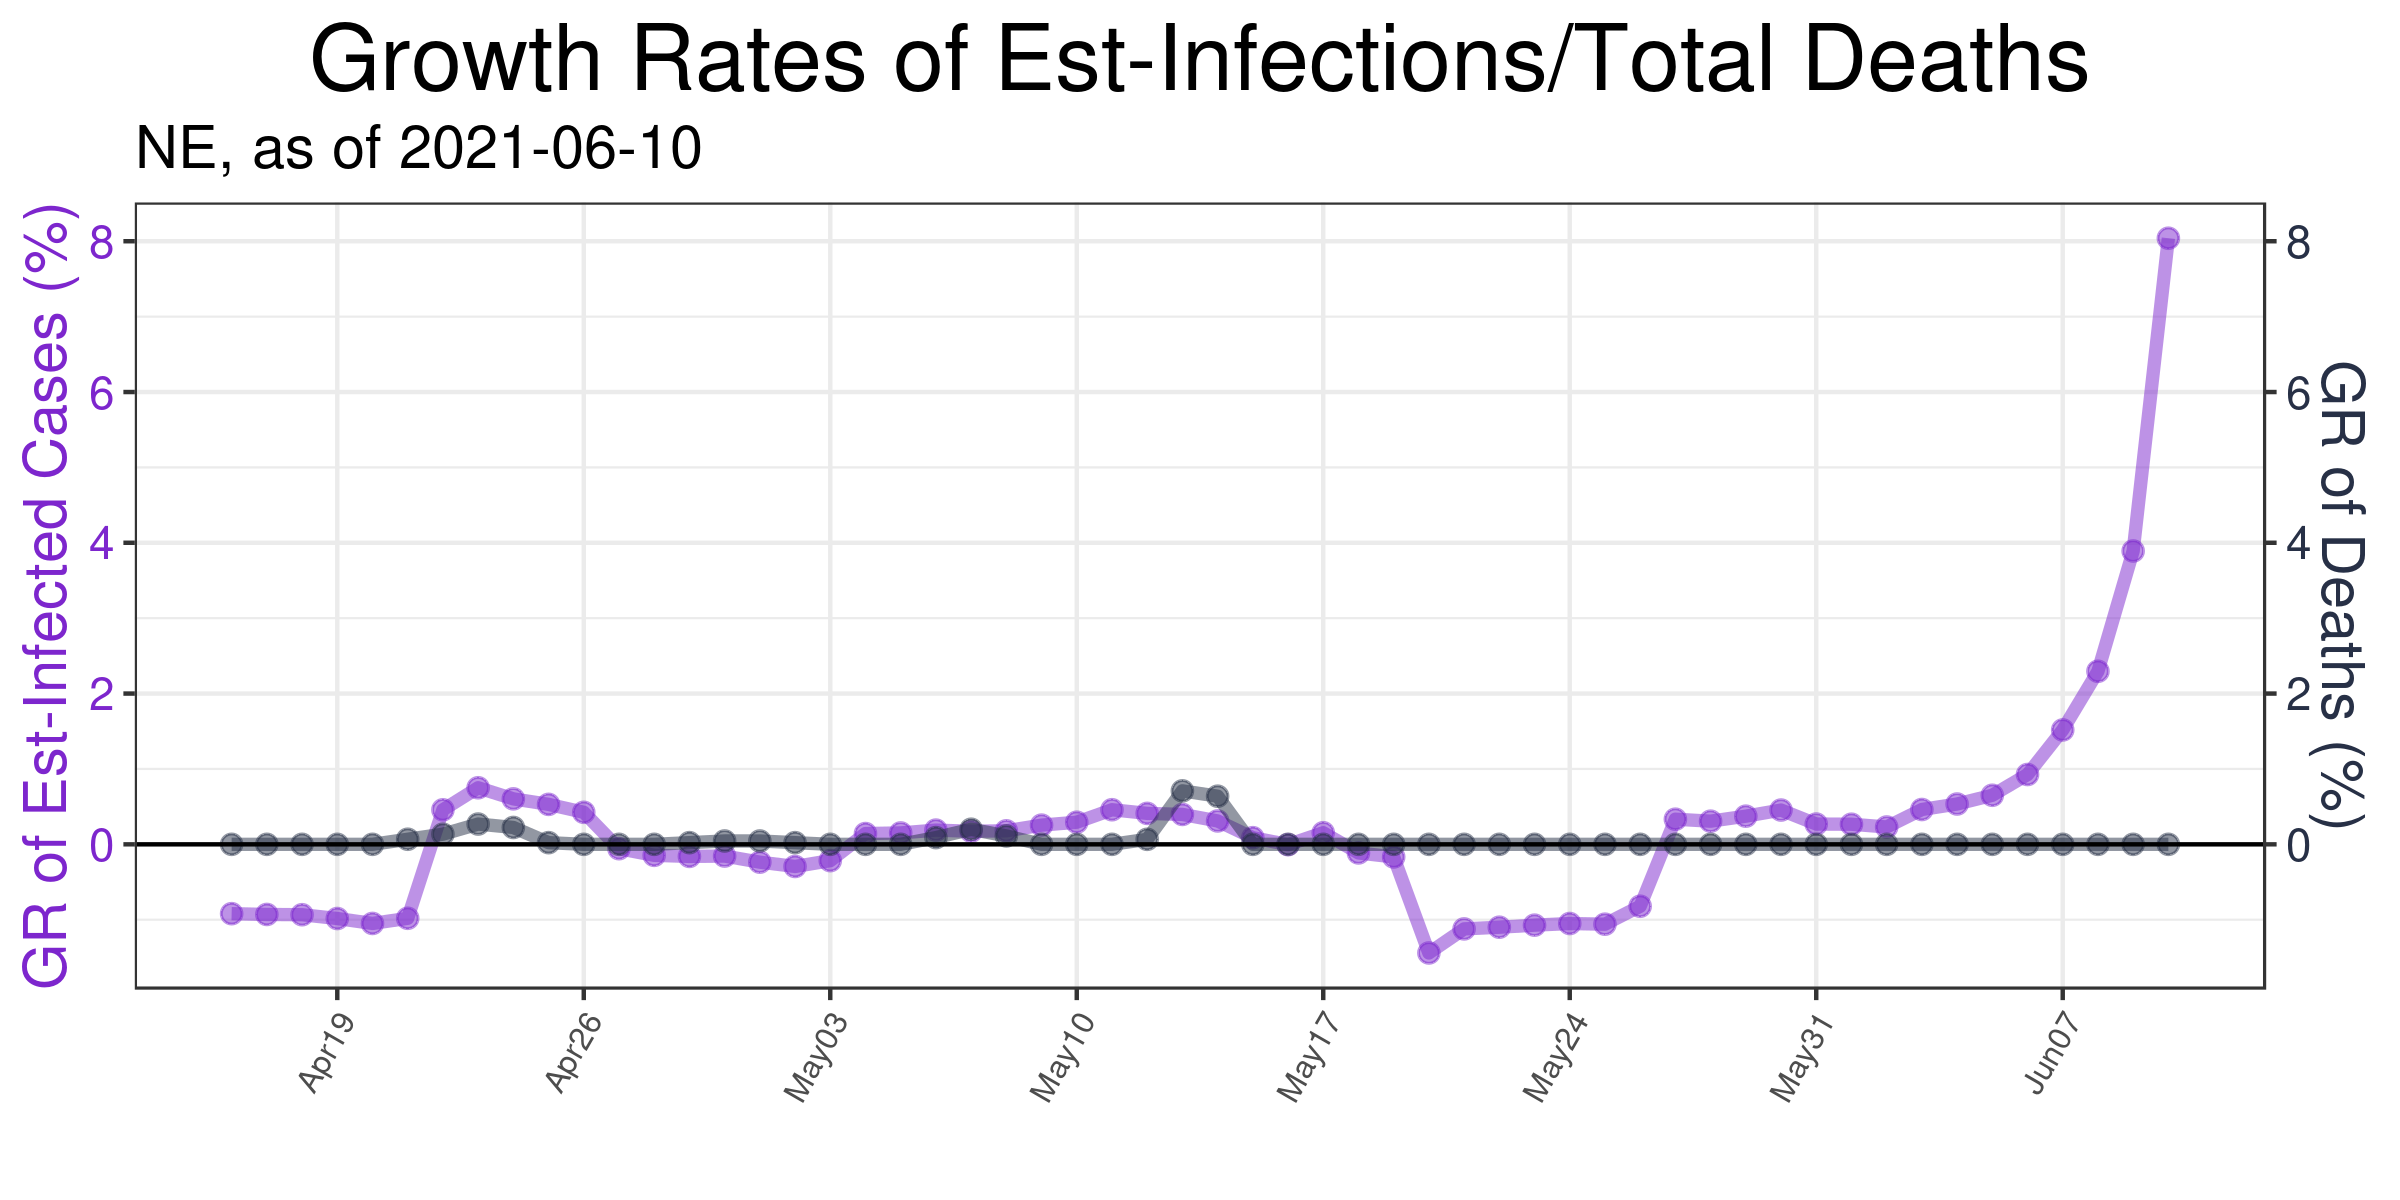 Growth Rates of Est-Infections/Total Deaths
NE, as of 2021-06-10
GR of Est-Infected Cases (%)
8
6
4
2
0
8
6
4
2
0
GR of Deaths (%)
Apr19
Apr26
May03
May10
May17
May24
May31
Jun07